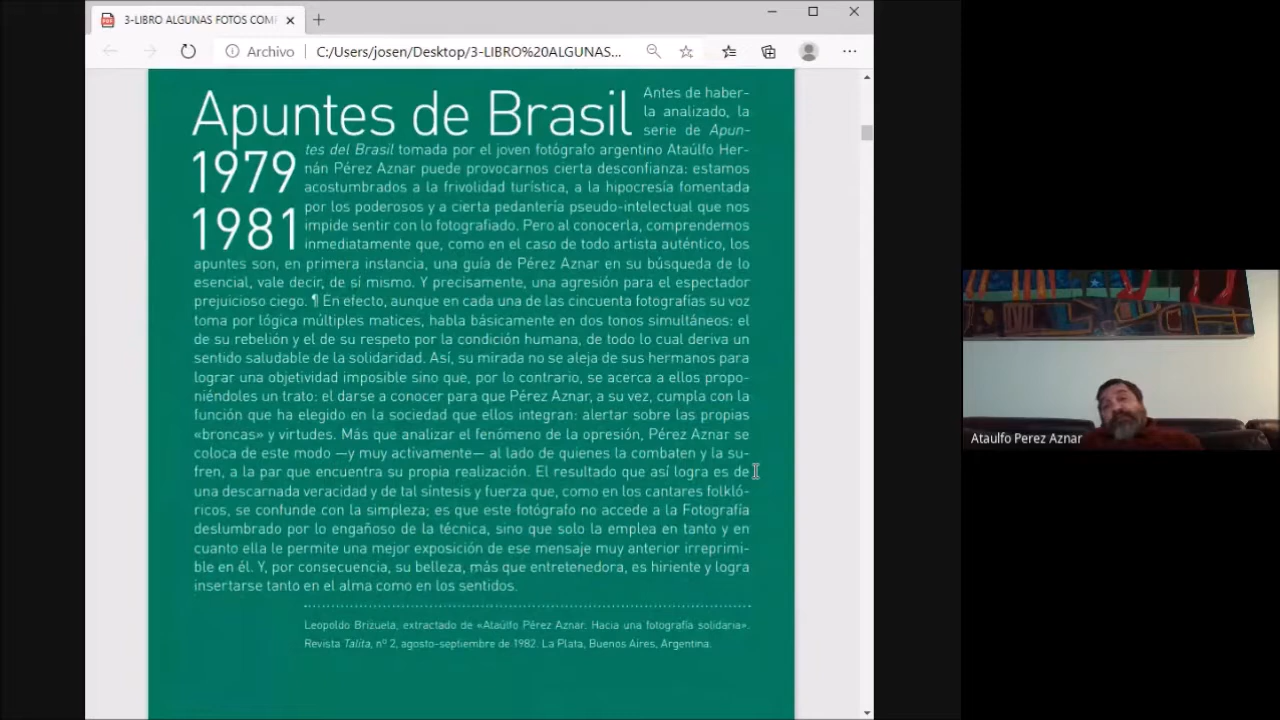 3-LIBRO ALGUNAS FOTOS COM
Archivo
C:/Users/josen/Desktop/3-LIBRO%20ALGUNAS...
Apuntes de Brasil
1979
1981
Antes de haber-
la analizado, la
serie de Apun-
tes del Brasil tomada por el joven fotógrafo argentino Ataúlfo Her-
nán Pérez Aznar puede provocarnos cierta desconfianza: estamos
acostumbrados a la frivolidad turística, a la hipocresía fomentada
por los poderosos y a cierta pedantería pseudo-intelectual que nos
impide sentir con lo fotografiado. Pero al conocerla, comprendemos
inmediatamente que, como en el caso de todo artista auténtico, los
apuntes son, en primera instancia, una guía de Pérez Aznar en su búsqueda de lo
esencial, vale decir, de sí mismo. Y precisamente, una agresión para el espectador
prejuicioso ciego. ¶ En efecto, aunque en cada una de las cincuenta fotografías su voz
toma por lógica múltiples matices, habla básicamente en dos tonos simultáneos: el
de su rebelión y el de su respeto por la condición humana, de todo lo cual deriva un
sentido saludable de la solidaridad. Así, su mirada no se aleja de sus hermanos para
lograr una objetividad imposible sino que, por lo contrario, se acerca a ellos propo-
niéndoles un trato: el darse a conocer para que Pérez Aznar, a su vez, cumpla con la
función que ha elegido en la sociedad que ellos integran: alertar sobre las propias
«broncas» y virtudes. Más que analizar el fenómeno de la opresión, Pérez Aznar se
coloca de este modo —y muy activamente— al lado de quienes la combaten y la su-
fren, a la par que encuentra su propia realización. El resultado que así logra es de
una descarnada veracidad y de tal síntesis y fuerza que, como en los cantares folkló-
ricos, se confunde con la simpleza; es que este fotógrafo no accede a la Fotografía
deslumbrado por lo engañoso de la técnica, sino que solo la emplea en tanto y en
cuanto ella le permite una mejor exposición de ese mensaje muy anterior irreprimi-
ble en él. Y, por consecuencia, su belleza, más que entretenedora, es hiriente y logra
insertarse tanto en el alma como en los sentidos.
Leopoldo Brizuela, extractado de «Ataúlfo Pérez Aznar. Hacia una fotografía solidaria».
Revista Talita, nº 2, agosto-septiembre de 1982. La Plata, Buenos Aires, Argentina.
Ataulfo Perez Aznar